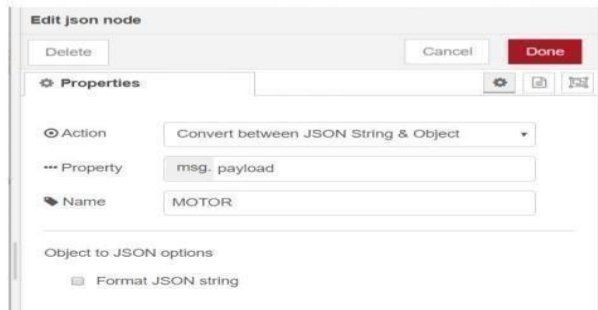 Edit json node
Delete Cancel Done
Properties
Action Convert between JSON String & Object
Property msg. payload
Name MOTOR
Object to JSON options
Format JSON string